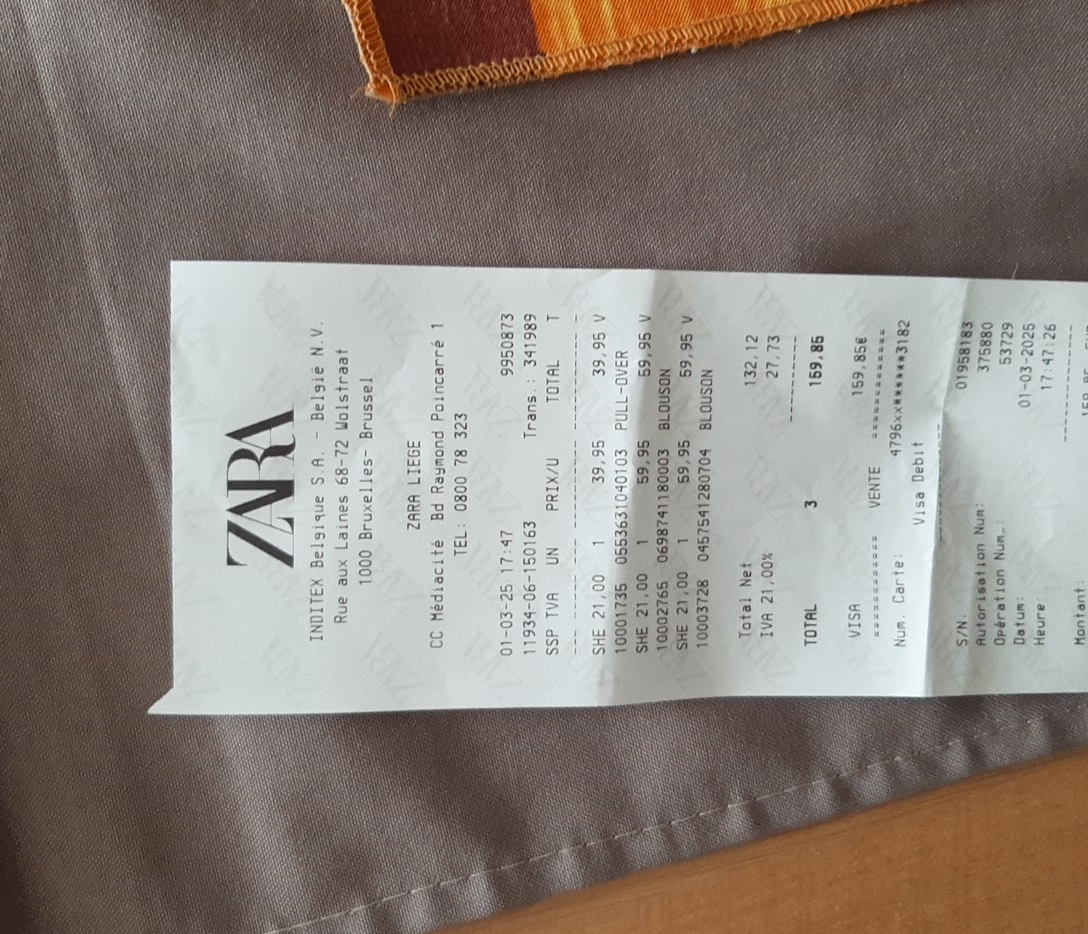 ZARA
INDITEX Belgique S.A. - België N.V.
Rue aux Laines 68-72 Wolstraat
1000 Bruxelles- Brussel
ZARA LIEGE
CC Médiacité Bd Raymond Poincarré 1
TEL: 0800 78 323
01-03-25 17:47 9950873
11934-06-150163 Trans.: 341989
SSP TVA UN PRIX/U TOTAL T
SHE 21,00 1 39,95 39,95 V
10001735 0553631040103 PULL-OVER
SHE 21,00 1 59,95 59,95 V
10002765 0698741180003 BLOUSON
SHE 21,00 1 59,95 59,95 V
10003728 0457541280704 BLOUSON
Total Net 132,12
IVA 21,00% 27,73
TOTAL 3 159,85
VISA 159,85€
=========== VENTE ===========
Num. Carte: 4796xx******3182
Visa Debit
S/N: 01958183
Autorisation Num: 375880
Opération Num.: 53729
Datum: 01-03-2025
Heure: 17:47:26
Montant: